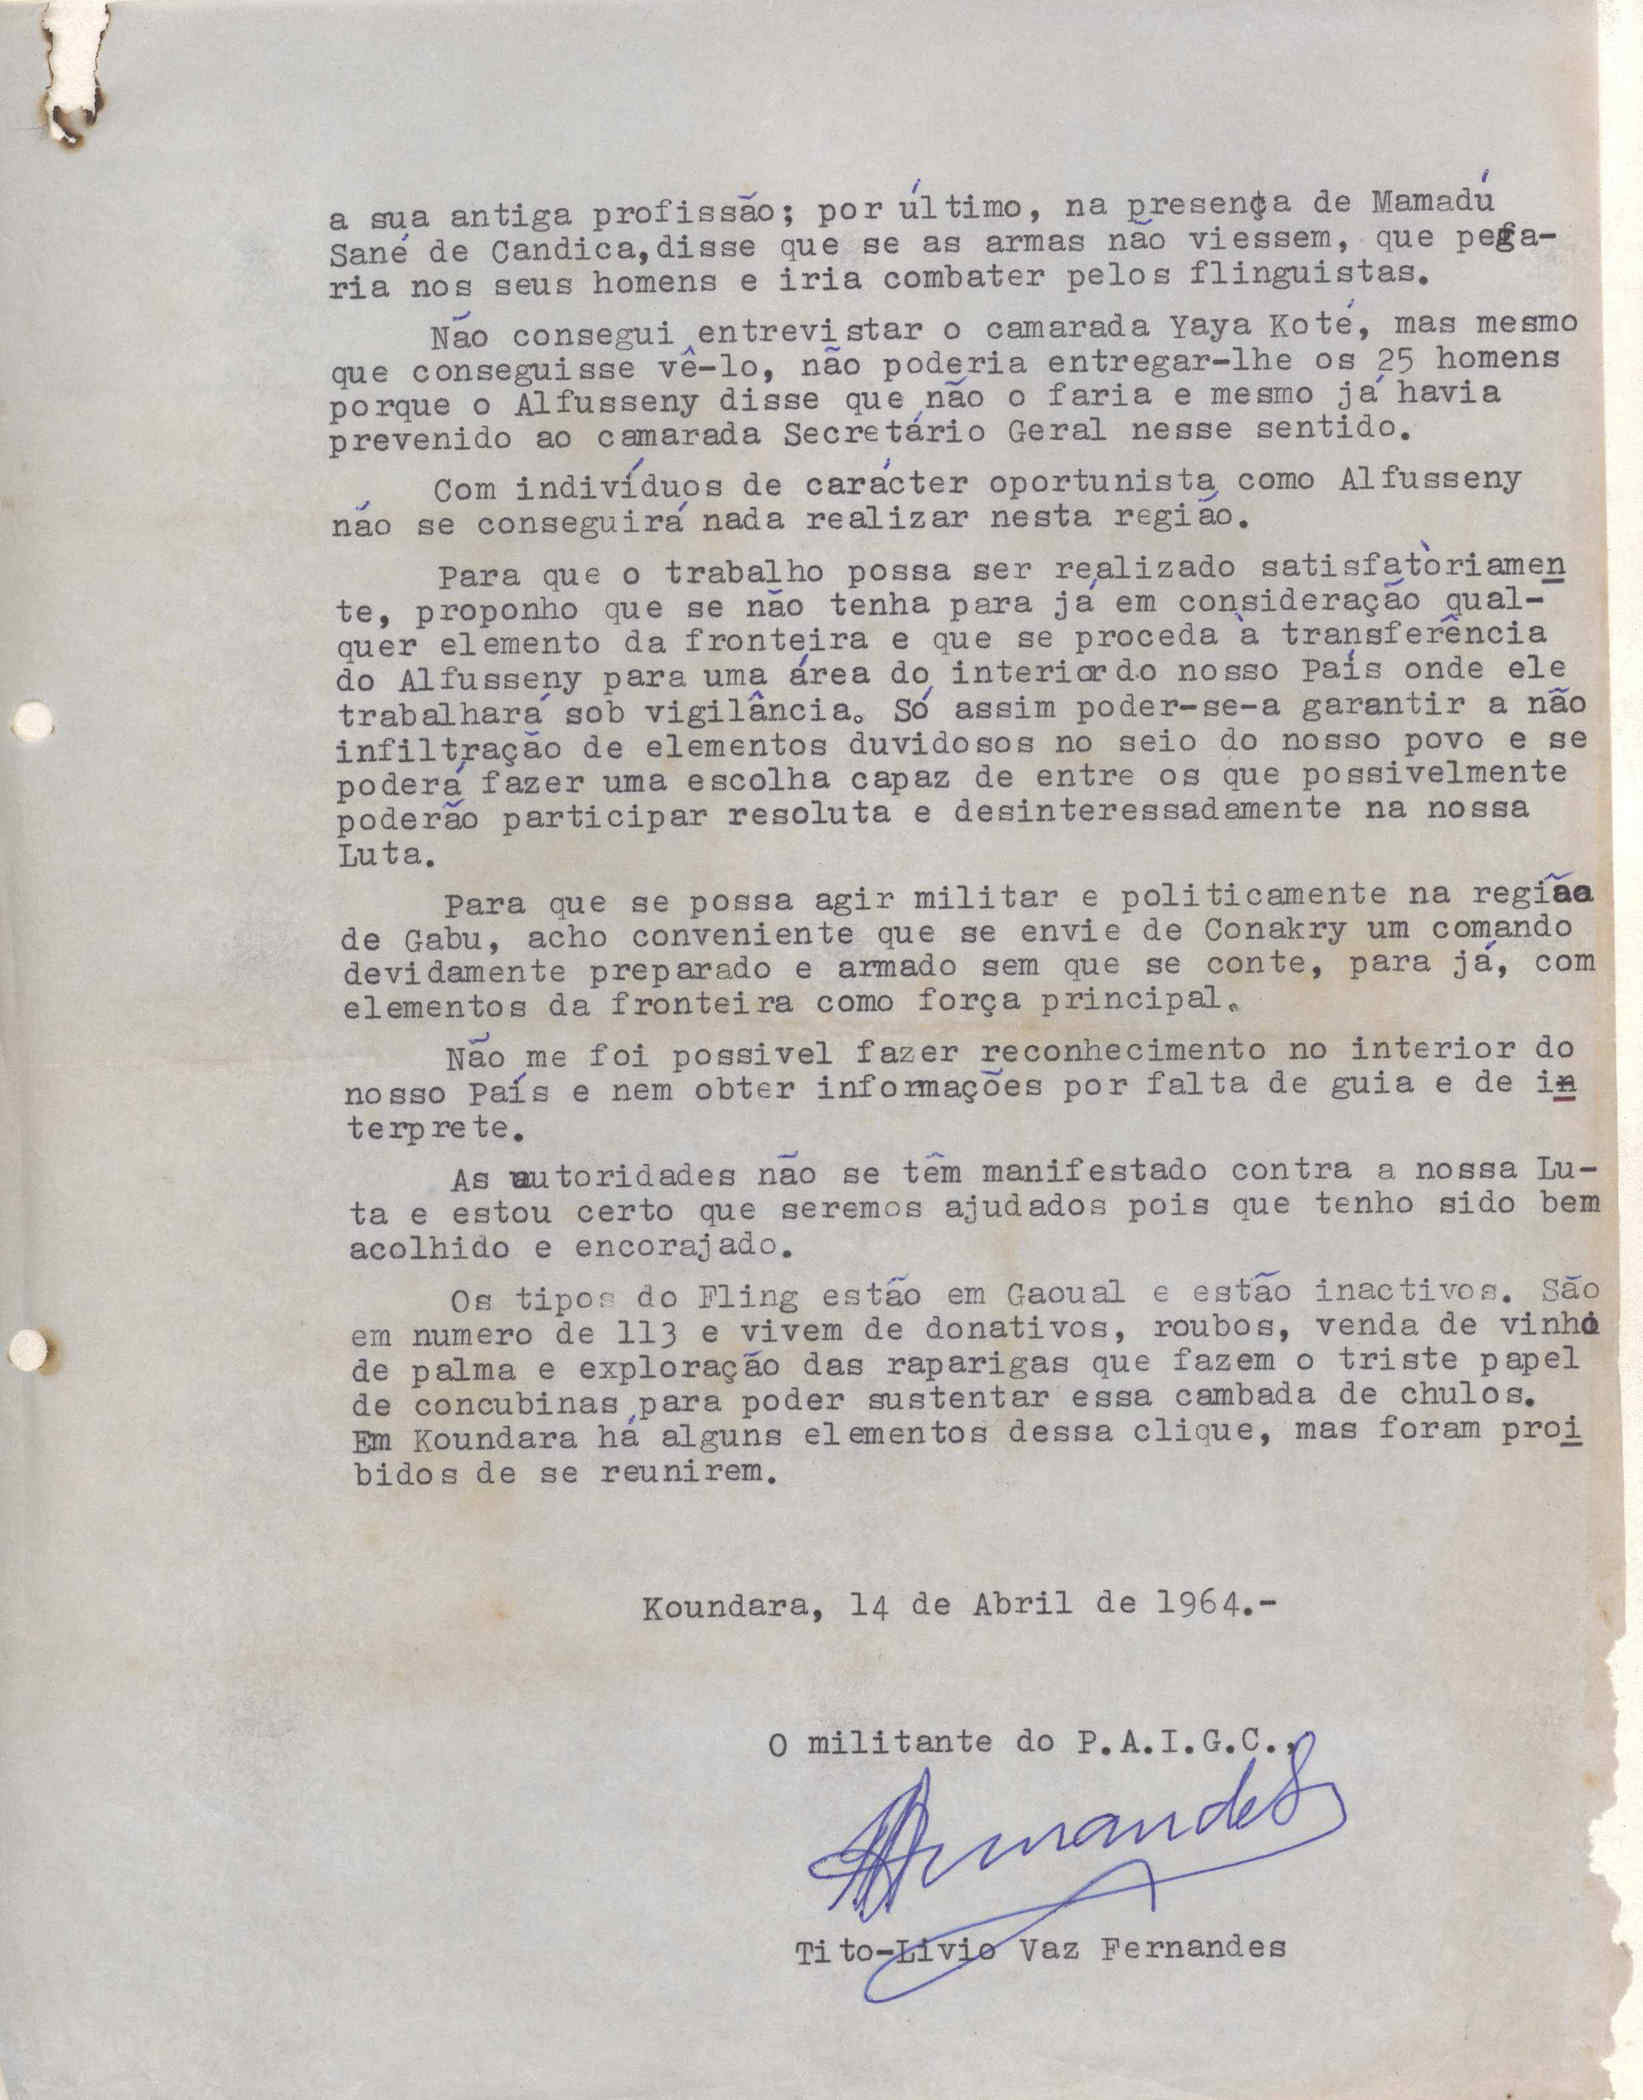 a sua antiga profissão; por último, na presença de Mamadú
Sané de Candica, disse que se as armas não viessem, que pega-
ria nos seus homens e iria combater pelos flinguistas.
Não consegui entrevistar o camarada Yaya Koté, mas mesmo
que conseguisse vê-lo, não poderia entregar-lhe os 25 homens
porque o Alfusseny disse que não o faria e mesmo já havia
prevenido ao camarada Secretário Geral nesse sentido.
Com indivíduos de carácter oportunista como Alfusseny
não se conseguirá nada realizar nesta região.
Para que o trabalho possa ser realizado satisfatòriamen
te, proponho que se não tenha para já em consideração qual-
quer elemento da fronteira e que se proceda à transferência
do Alfusseny para uma área do interior do nosso País onde ele
trabalhará sob vigilância. Só assim poder-se-a garantir a não
infiltração de elementos duvidosos no seio do nosso povo e se
poderá fazer uma escolha capaz de entre os que possivelmente
poderão participar resoluta e desinteressadamente na nossa
Luta.
Para que se possa agir militar e politicamente na região
de Gabu, acho conveniente que se envie de Conakry um comando
devidamente preparado e armado sem que se conte, para já, com
elementos da fronteira como força principal.
Não me foi possivel fazer reconhecimento no interior do
nosso País e nem obter informações por falta de guia e de in
terprete.
As autoridades não se têm manifestado contra a nossa Lu-
ta e estou certo que seremos ajudados pois que tenho sido bem
acolhido e encorajado.
Os tipos do Fling estão em Gaoual e estão inactivos. São
em numero de 113 e vivem de donativos, roubos, venda de vinho
de palma e exploração das raparigas que fazem o triste papel
de concubinas para poder sustentar essa cambada de chulos.
Em Koundara há alguns elementos dessa clique, mas foram proi
bidos de se reunirem.
Koundara, 14 de Abril de 1964.-
O militante do P.A.I.G.C.,
Fernandes
Tito-Livio Vaz Fernandes